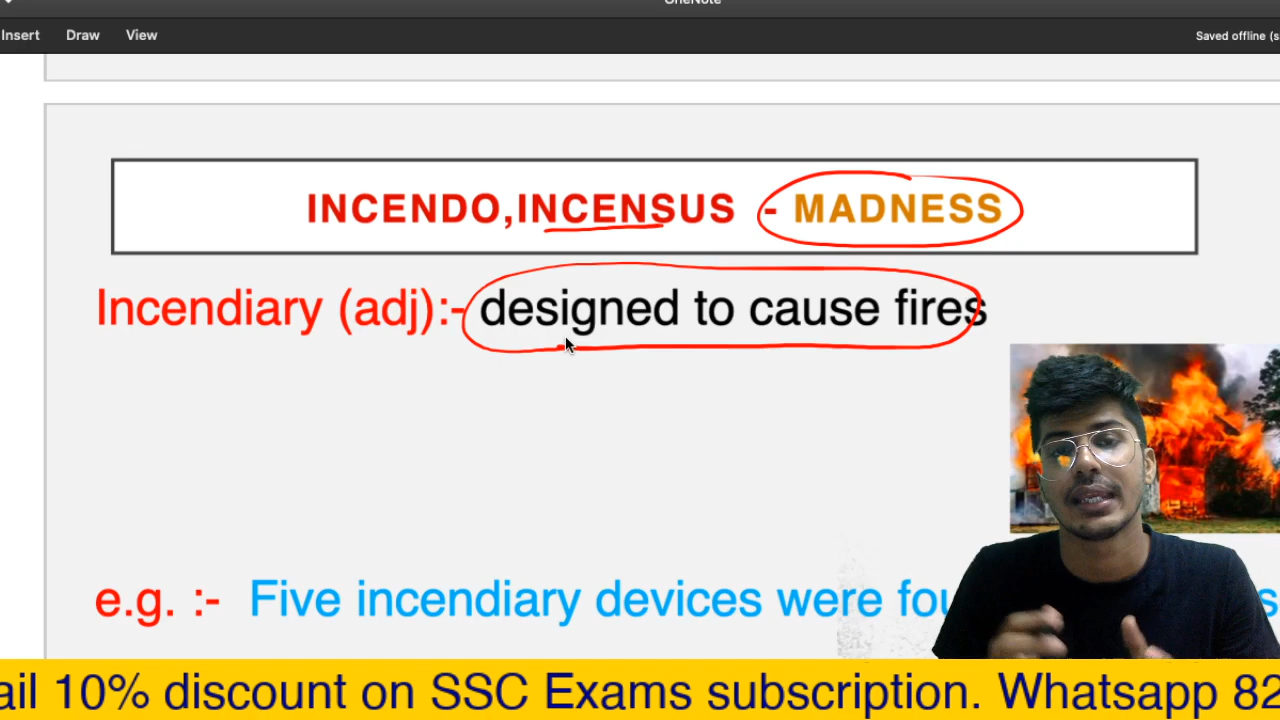 OneNote
Insert Draw View Saved offline (s
INCENDO,INCENSUS - MADNESS
Incendiary (adj):- designed to cause fires
e.g. :- Five incendiary devices were fou
ail 10% discount on SSC Exams subscription. Whatsapp 82